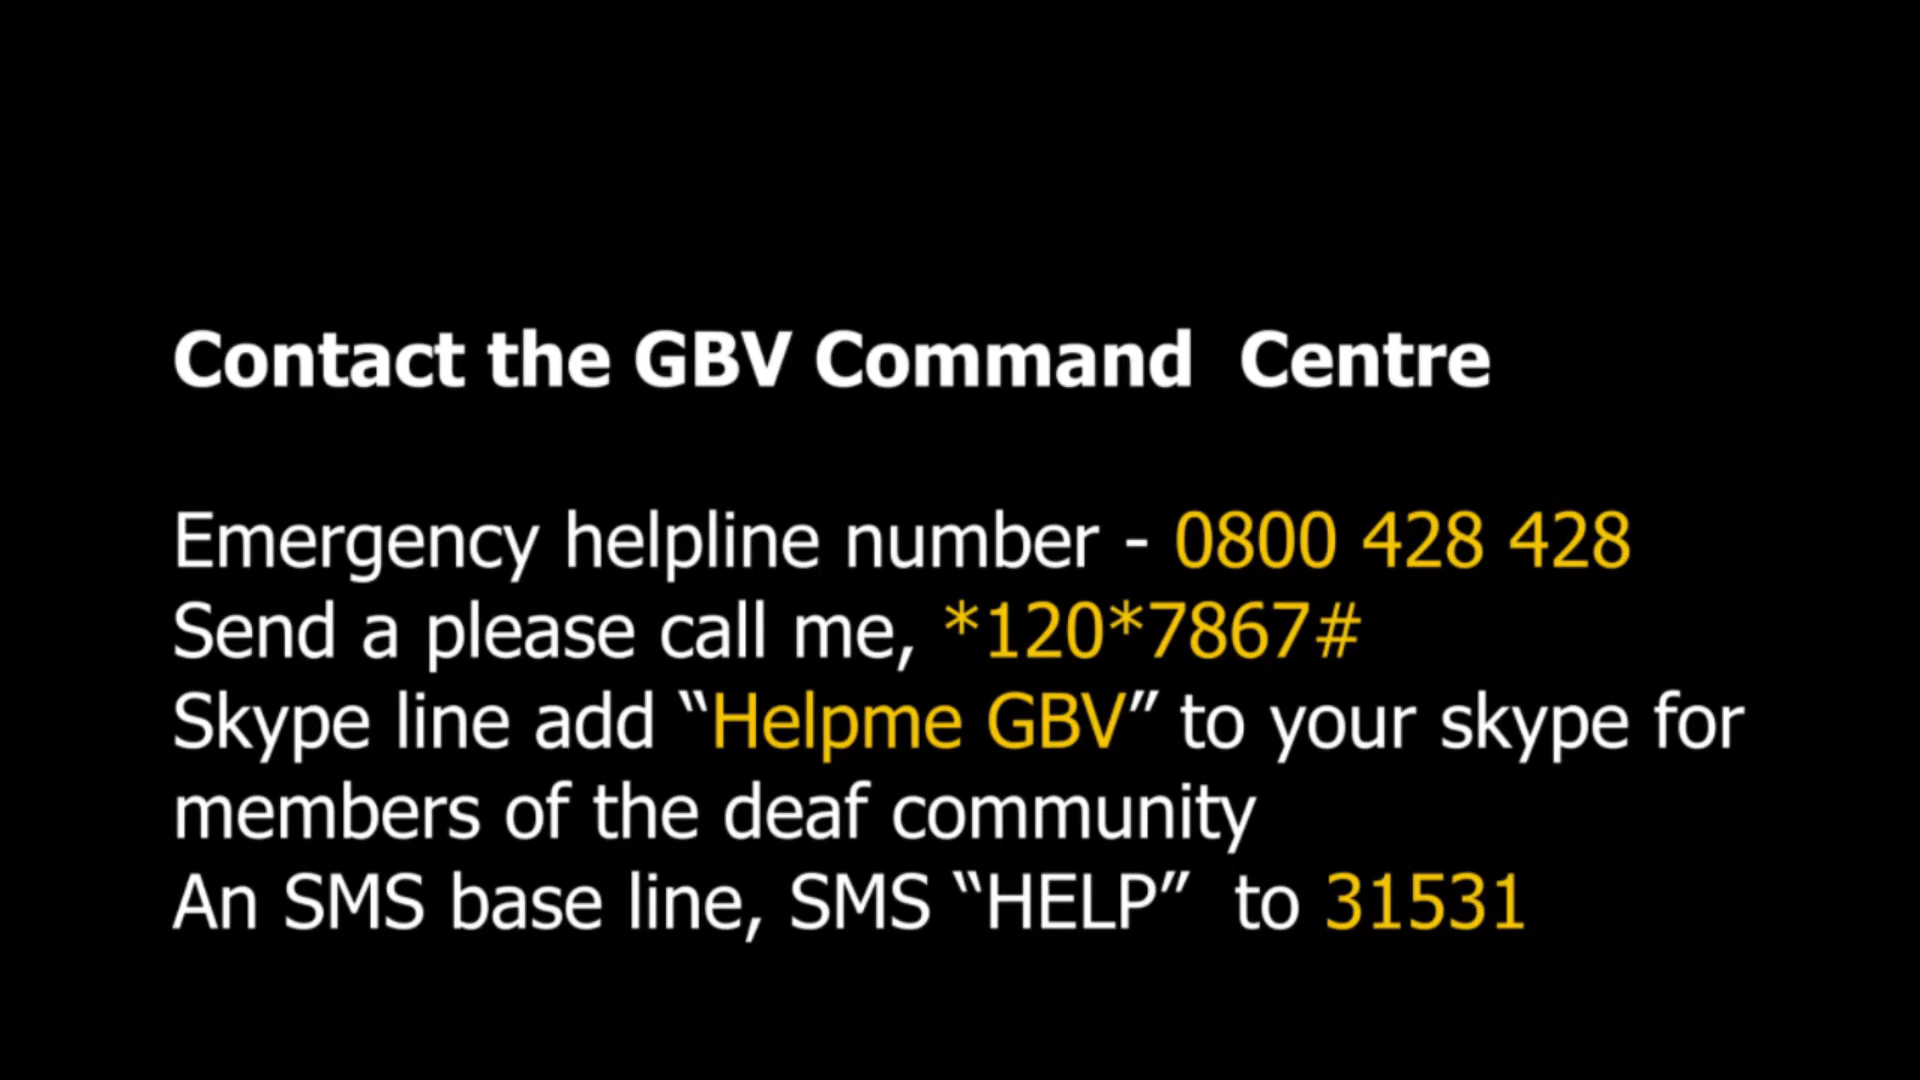 Contact the GBV Command  Centre
Emergency helpline number - 0800 428 428
Send a please call me, *120*7867#
Skype line add “Helpme GBV” to your skype for
members of the deaf community
An SMS base line, SMS “HELP”  to 31531